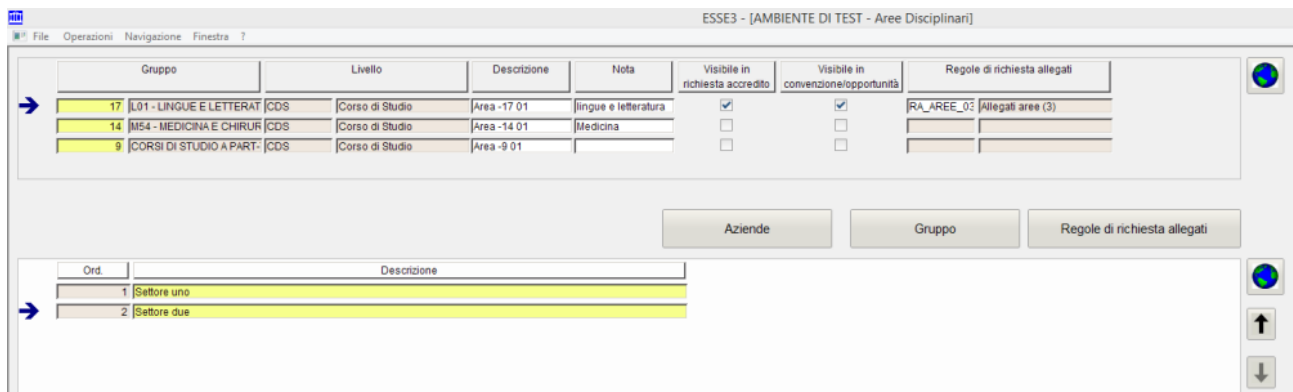 ESSE3 - [AMBIENTE DI TEST - Aree Disciplinari]
File Operazioni Navigazione Finestra ?
Gruppo Livello Descrizione Nota Visibile in richiesta accredito Visibile in convenzione/opportunità Regole di richiesta allegati
17 L01 - LINGUE E LETTERAT CDS Corso di Studio Area -17 01 lingue e letteratura RA_AREE_03 Allegati aree (3)
14 M54 - MEDICINA E CHIRUR CDS Corso di Studio Area -14 01 Medicina
9 CORSI DI STUDIO A PART- CDS Corso di Studio Area -9 01
Aziende Gruppo Regole di richiesta allegati
Ord. Descrizione
1 Settore uno
2 Settore due